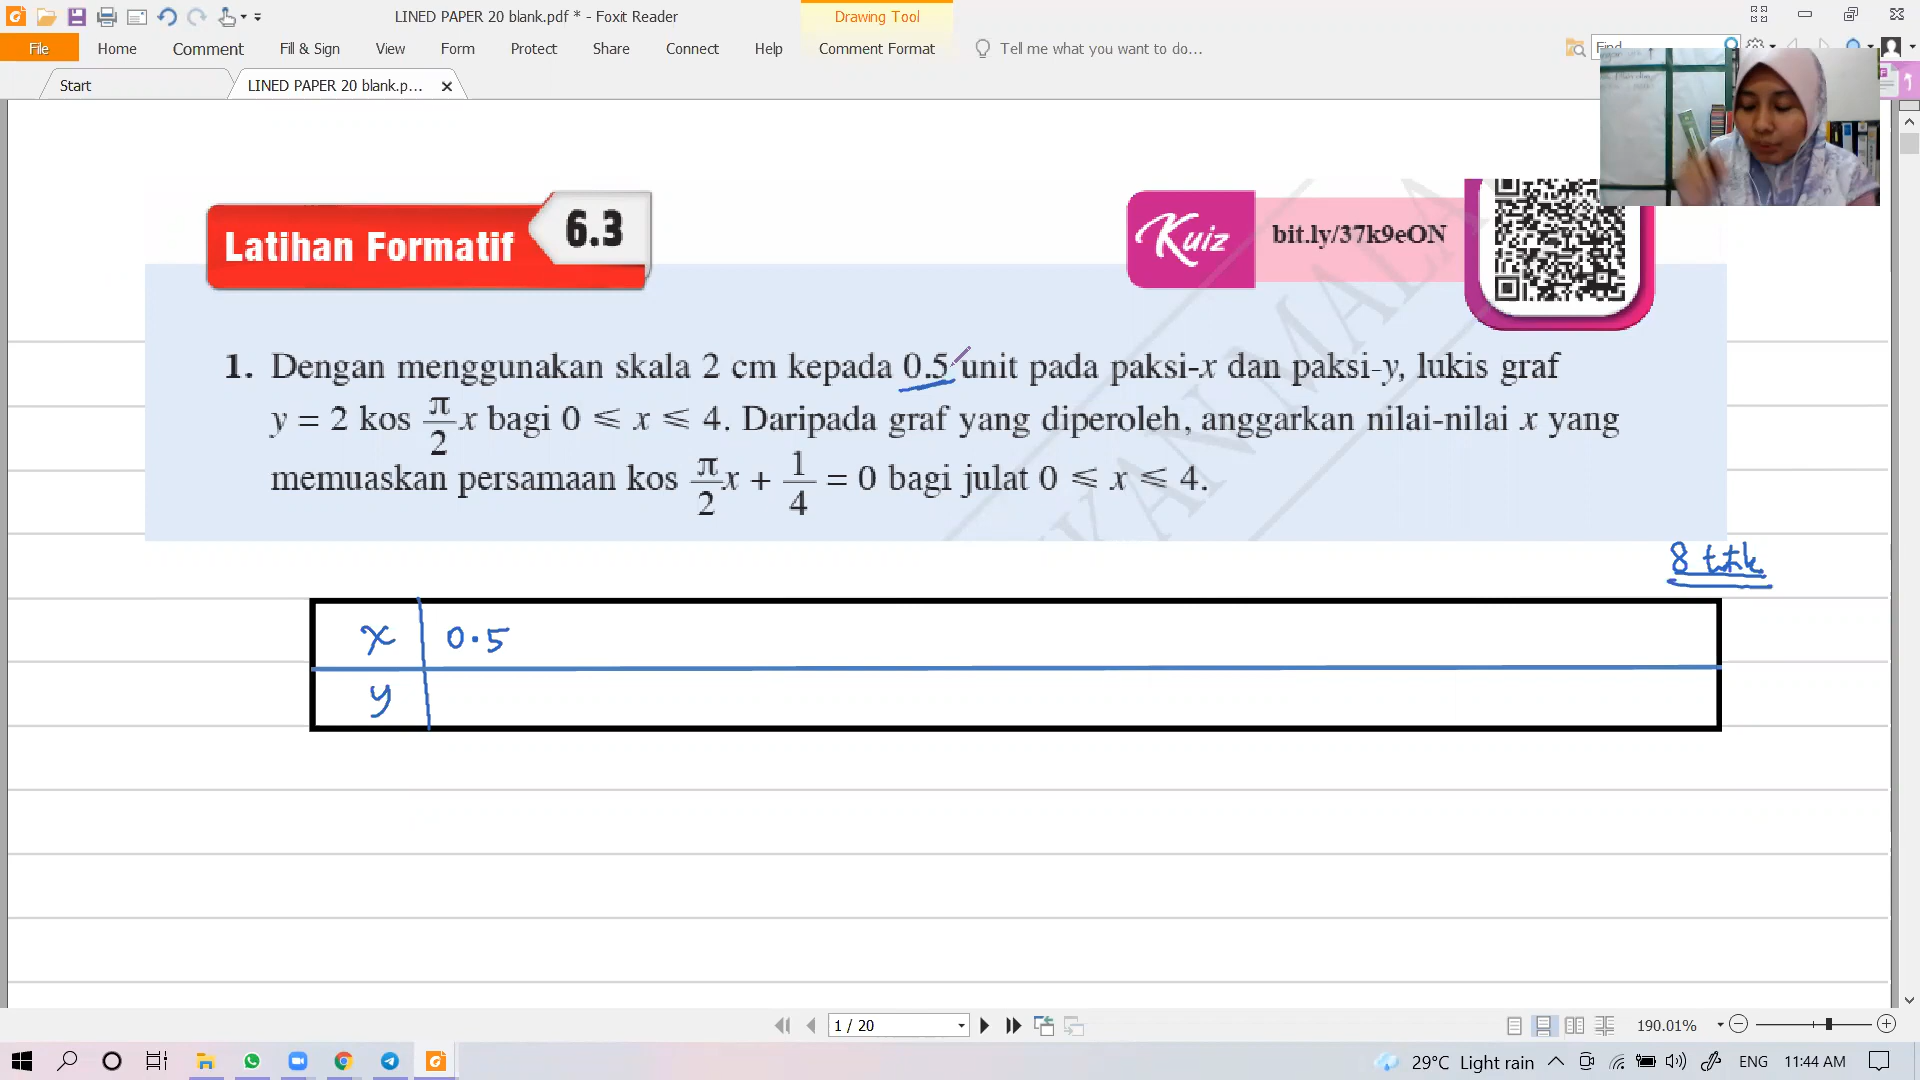 LINED PAPER 20 blank.pdf * - Foxit Reader
Drawing Tool
File Home Comment Fill & Sign View Form Protect Share Connect Help Comment Format Tell me what you want to do... Find
Start LINED PAPER 20 blank.p...
Latihan Formatif 6.3
Kuiz bit.ly/37k9eON
1. Dengan menggunakan skala 2 cm kepada 0.5 unit pada paksi-x dan paksi-y, lukis graf
y = 2 kos π/2 x bagi 0 ⩽ x ⩽ 4. Daripada graf yang diperoleh, anggarkan nilai-nilai x yang
memuaskan persamaan kos π/2 x + 1/4 = 0 bagi julat 0 ⩽ x ⩽ 4.
8 ttk
x 0.5
y
1 / 20 190.01%
29°C Light rain ENG 11:44 AM